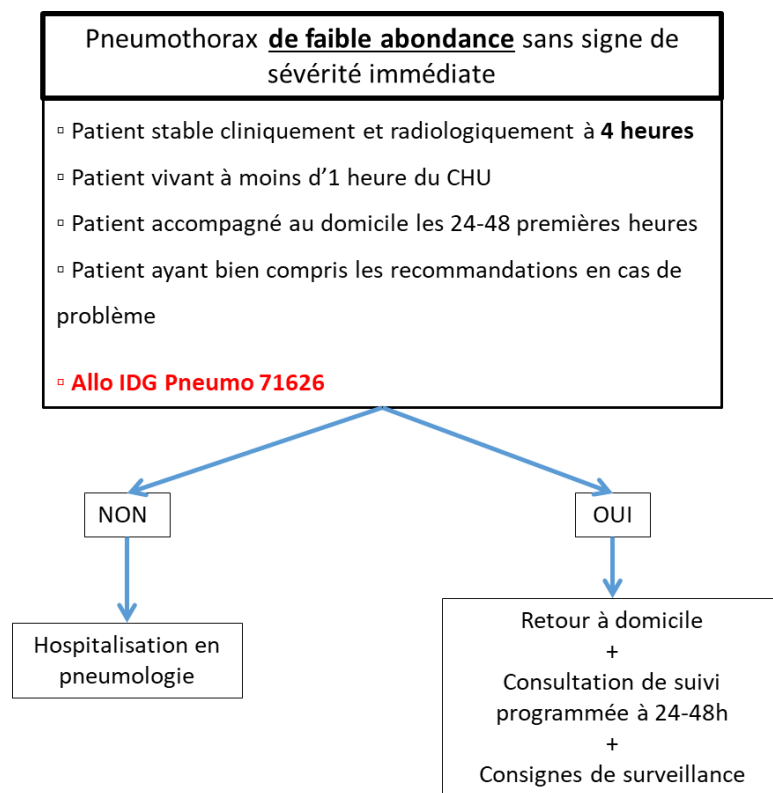 Pneumothorax de faible abondance sans signe de
sévérité immédiate
▫ Patient stable cliniquement et radiologiquement à 4 heures
▫ Patient vivant à moins d'1 heure du CHU
▫ Patient accompagné au domicile les 24-48 premières heures
▫ Patient ayant bien compris les recommandations en cas de
problème
▫ Allo IDG Pneumo 71626
NON
OUI
Hospitalisation en
pneumologie
Retour à domicile
+
Consultation de suivi
programmée à 24-48h
+
Consignes de surveillance